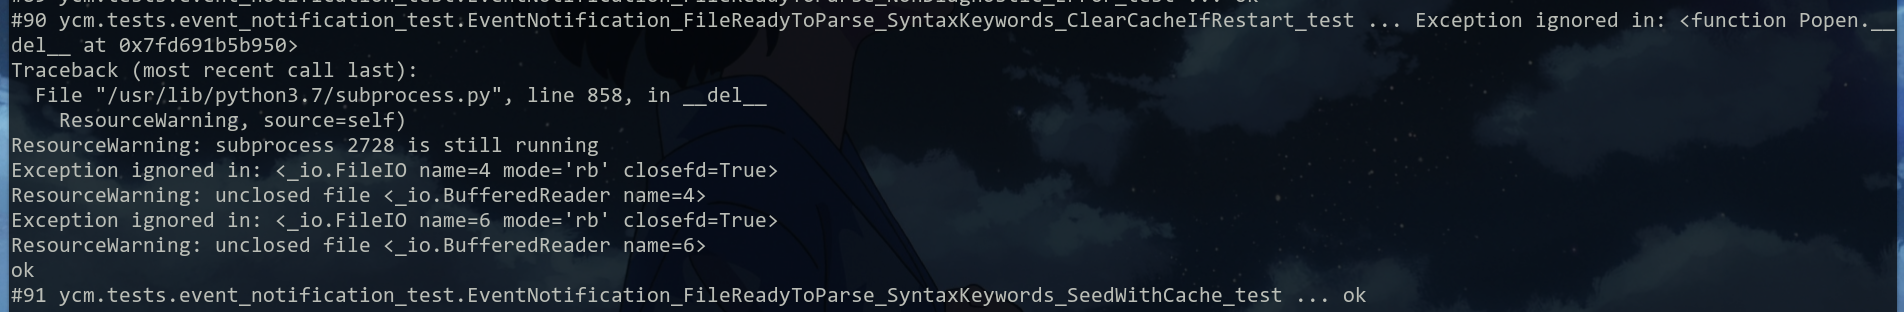 #89 ycm.tests.event_notification_test.EventNotification_FileReadyToParse_NonDiagnostic_Error_test ... ok
#90 ycm.tests.event_notification_test.EventNotification_FileReadyToParse_SyntaxKeywords_ClearCacheIfRestart_test ... Exception ignored in: <function Popen.__
del__ at 0x7fd691b5b950>
Traceback (most recent call last):
  File "/usr/lib/python3.7/subprocess.py", line 858, in __del__
    ResourceWarning, source=self)
ResourceWarning: subprocess 2728 is still running
Exception ignored in: <_io.FileIO name=4 mode='rb' closefd=True>
ResourceWarning: unclosed file <_io.BufferedReader name=4>
Exception ignored in: <_io.FileIO name=6 mode='rb' closefd=True>
ResourceWarning: unclosed file <_io.BufferedReader name=6>
ok
#91 ycm.tests.event_notification_test.EventNotification_FileReadyToParse_SyntaxKeywords_SeedWithCache_test ... ok